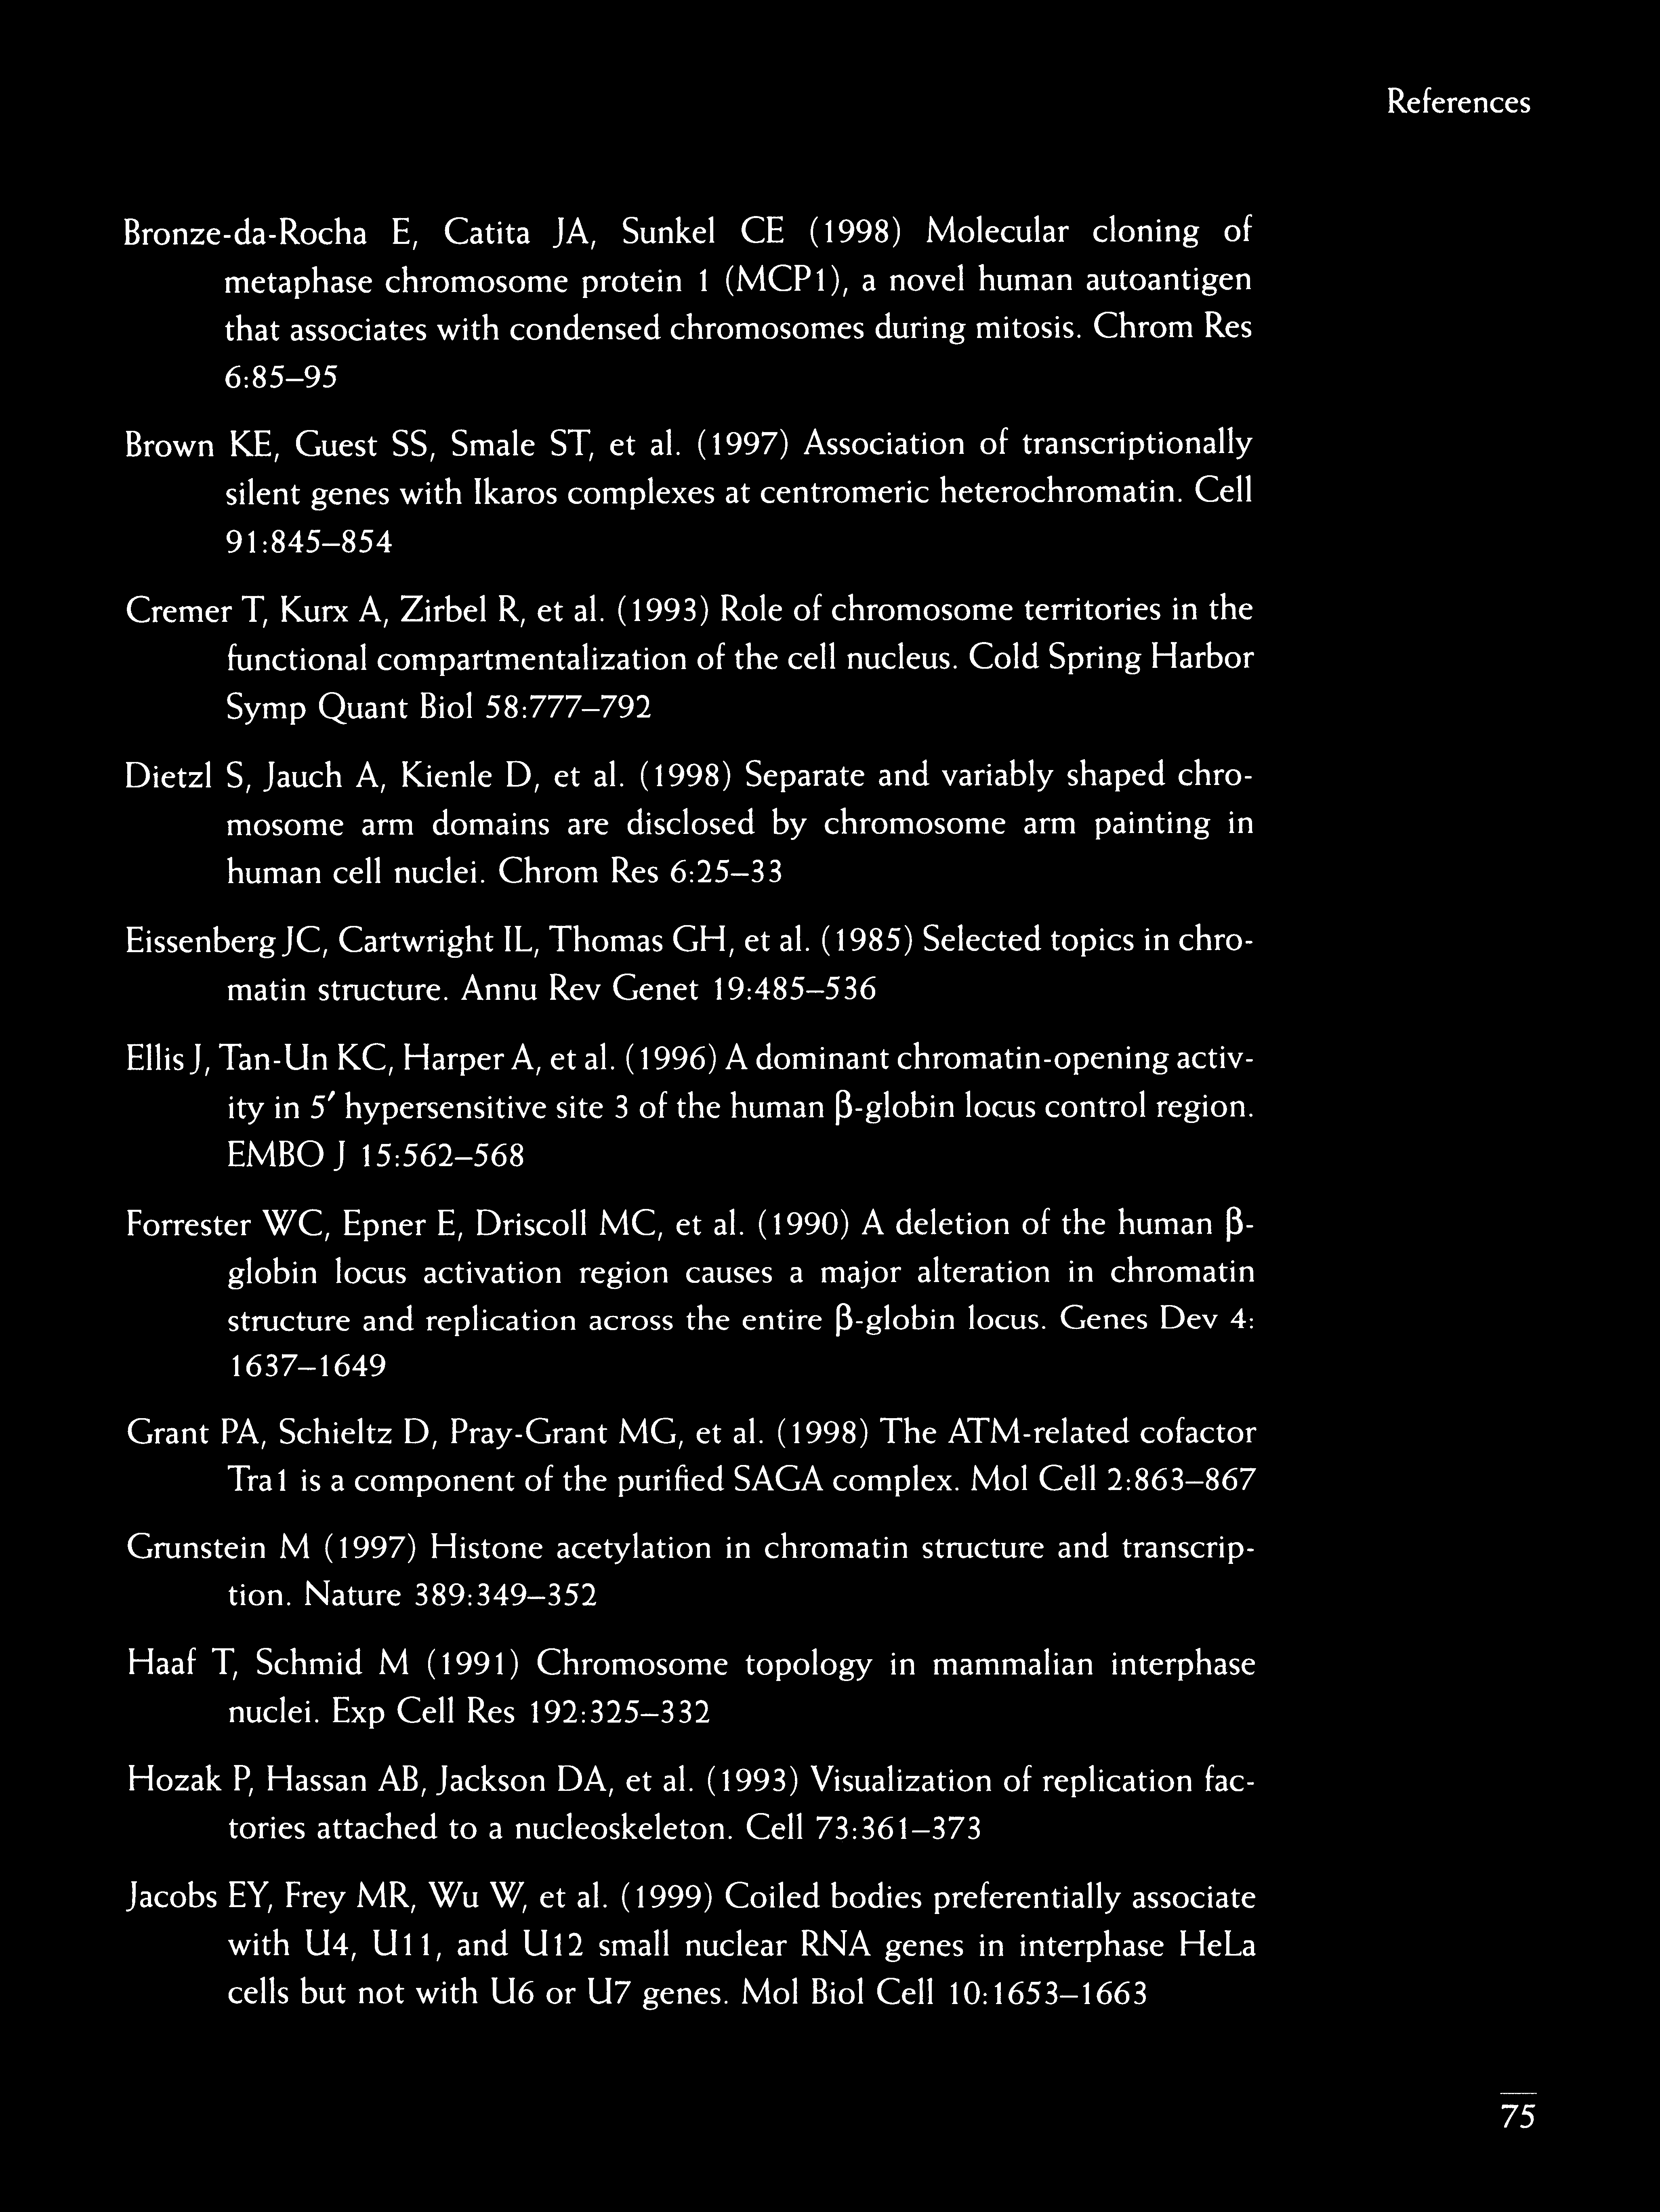 References
Bronze-da-Rocha E, Catita JA, Sunkel CE (1998) Molecular cloning of
metaphase chromosome protein 1 (MCP1), a novel human autoantigen
that associates with condensed chromosomes during mitosis. Chrom Res
6:85–95
Brown KE, Guest SS, Smale ST, et al. (1997) Association of transcriptionally
silent genes with Ikaros complexes at centromeric heterochromatin. Cell
91:845–854
Cremer T, Kurx A, Zirbel R, et al. (1993) Role of chromosome territories in the
functional compartmentalization of the cell nucleus. Cold Spring Harbor
Symp Quant Biol 58:777–792
Dietzl S, Jauch A, Kienle D, et al. (1998) Separate and variably shaped chro-
mosome arm domains are disclosed by chromosome arm painting in
human cell nuclei. Chrom Res 6:25–33
Eissenberg JC, Cartwright IL, Thomas GH, et al. (1985) Selected topics in chro-
matin structure. Annu Rev Genet 19:485–536
Ellis J, Tan-Un KC, Harper A, et al. (1996) A dominant chromatin-opening activ-
ity in 5′ hypersensitive site 3 of the human β-globin locus control region.
EMBO J 15:562–568
Forrester WC, Epner E, Driscoll MC, et al. (1990) A deletion of the human β-
globin locus activation region causes a major alteration in chromatin
structure and replication across the entire β-globin locus. Genes Dev 4:
1637–1649
Grant PA, Schieltz D, Pray-Grant MG, et al. (1998) The ATM-related cofactor
Tra1 is a component of the purified SAGA complex. Mol Cell 2:863–867
Grunstein M (1997) Histone acetylation in chromatin structure and transcrip-
tion. Nature 389:349–352
Haaf T, Schmid M (1991) Chromosome topology in mammalian interphase
nuclei. Exp Cell Res 192:325–332
Hozak P, Hassan AB, Jackson DA, et al. (1993) Visualization of replication fac-
tories attached to a nucleoskeleton. Cell 73:361–373
Jacobs EY, Frey MR, Wu W, et al. (1999) Coiled bodies preferentially associate
with U4, U11, and U12 small nuclear RNA genes in interphase HeLa
cells but not with U6 or U7 genes. Mol Biol Cell 10:1653–1663
75